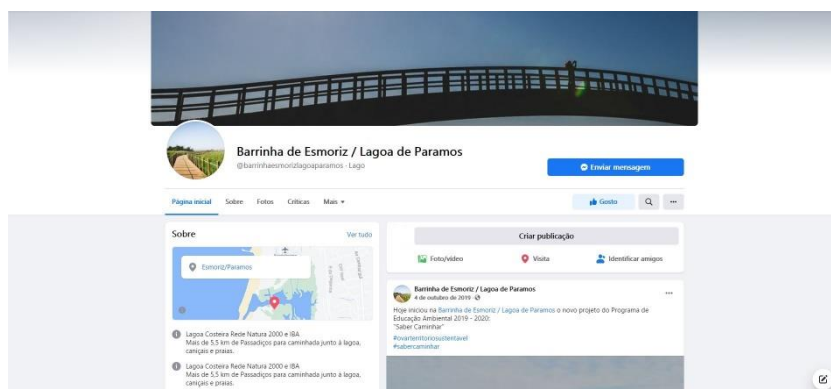 Barrinha de Esmoriz / Lagoa de Paramos
@barrinhaesmorizlagoaparamos · Lago
Enviar mensagem
Página inicial Sobre Fotos Críticas Mais
Gosto
Sobre
Ver tudo
Esmoriz/Paramos
Lagoa Costeira Rede Natura 2000 e IBA
Mais de 5,5 km de Passadiços para caminhada junto à lagoa,
caniçais e praias.
Lagoa Costeira Rede Natura 2000 e IBA
Mais de 5,5 km de Passadiços para caminhada junto à lagoa,
caniçais e praias.
Criar publicação
Foto/vídeo Visita Identificar amigos
Barrinha de Esmoriz / Lagoa de Paramos
4 de outubro de 2019 ·
Hoje iniciou na Barrinha de Esmoriz / Lagoa de Paramos o novo projeto do Programa de
Educação Ambiental 2019 - 2020:
"Saber Caminhar"
#ovarterritoriosustentavel
#sabercaminhar